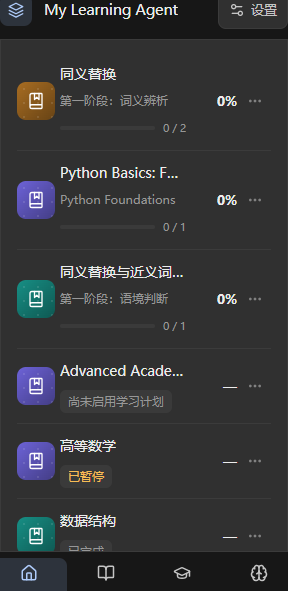 My Learning Agent
设置
同义替换
第一阶段：词义辨析
0%
0 / 2
Python Basics: F...
Python Foundations
0%
0 / 1
同义替换与近义词...
第一阶段：语境判断
0%
0 / 1
Advanced Acade...
—
尚未启用学习计划
高等数学
—
已暂停
数据结构
—
已完成